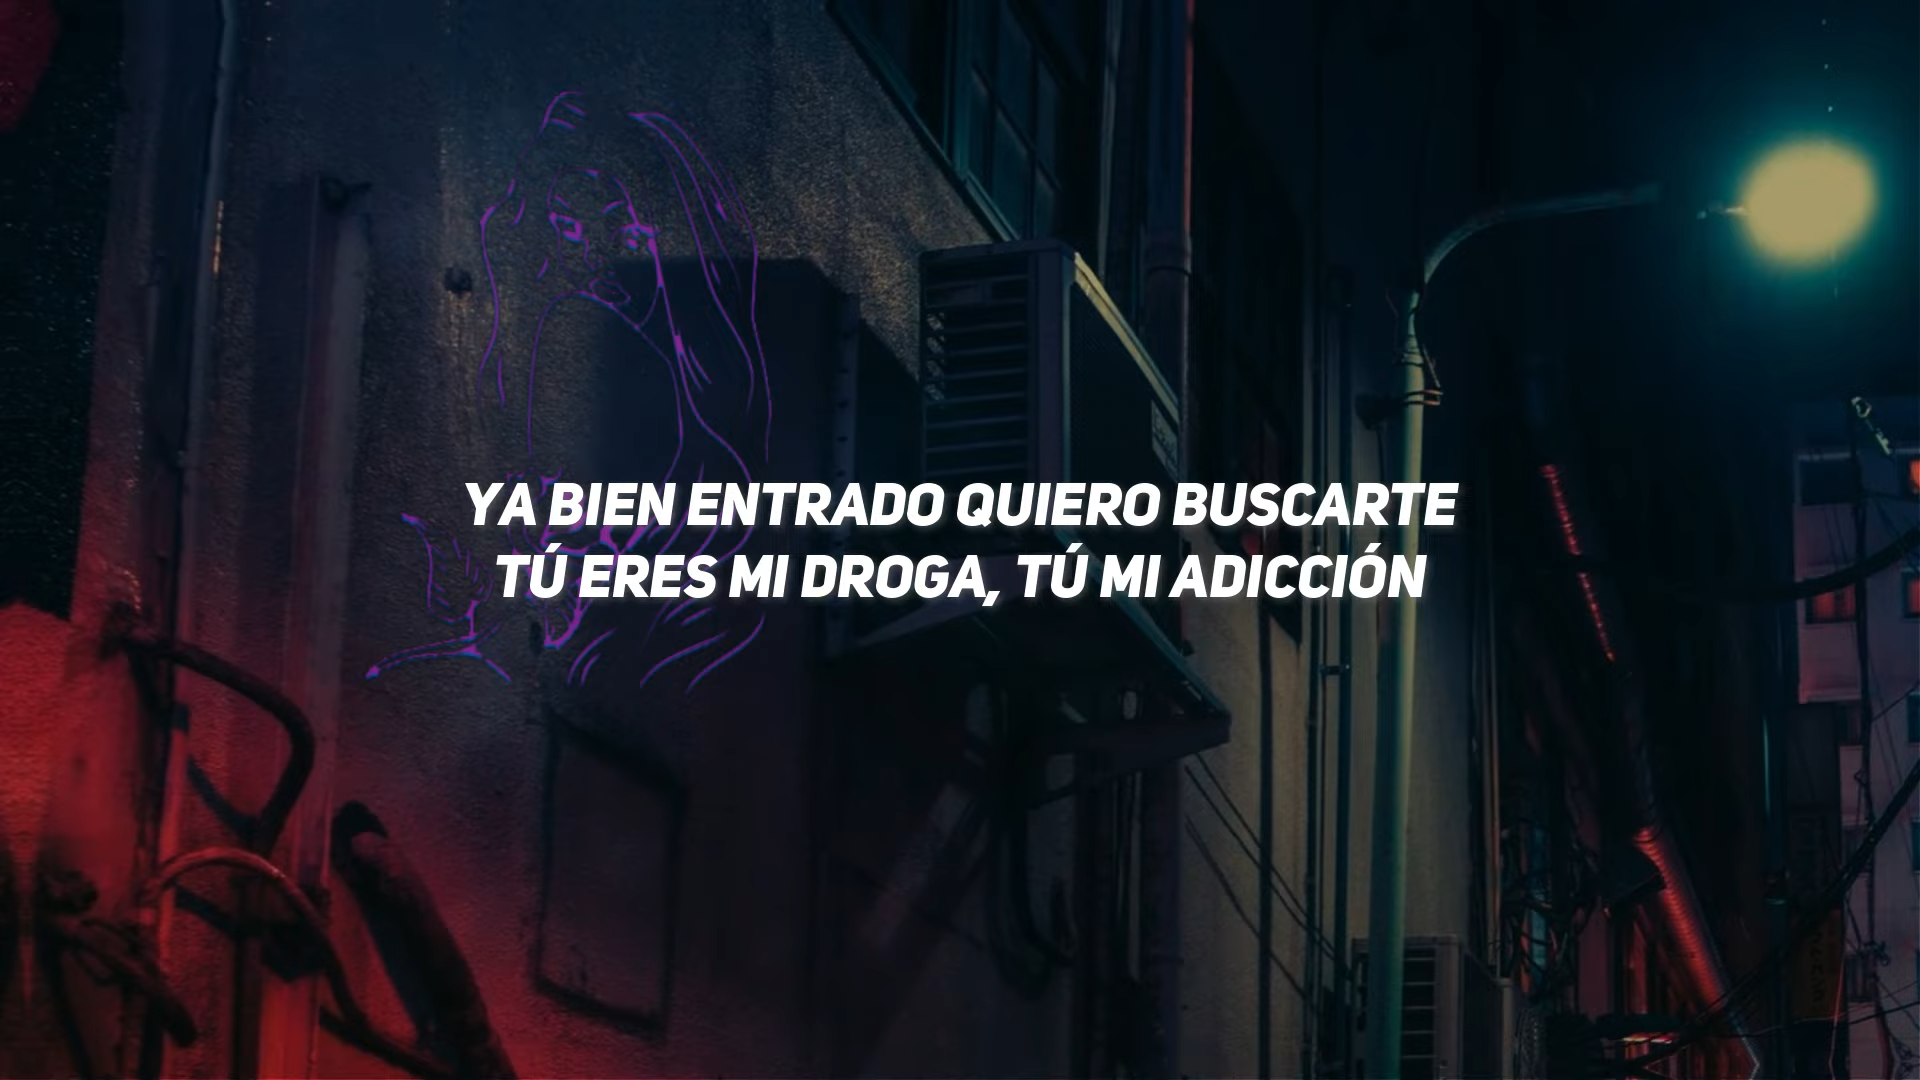 YA BIEN ENTRADO QUIERO BUSCARTE
TÚ ERES MI DROGA, TÚ MI ADICCIÓN